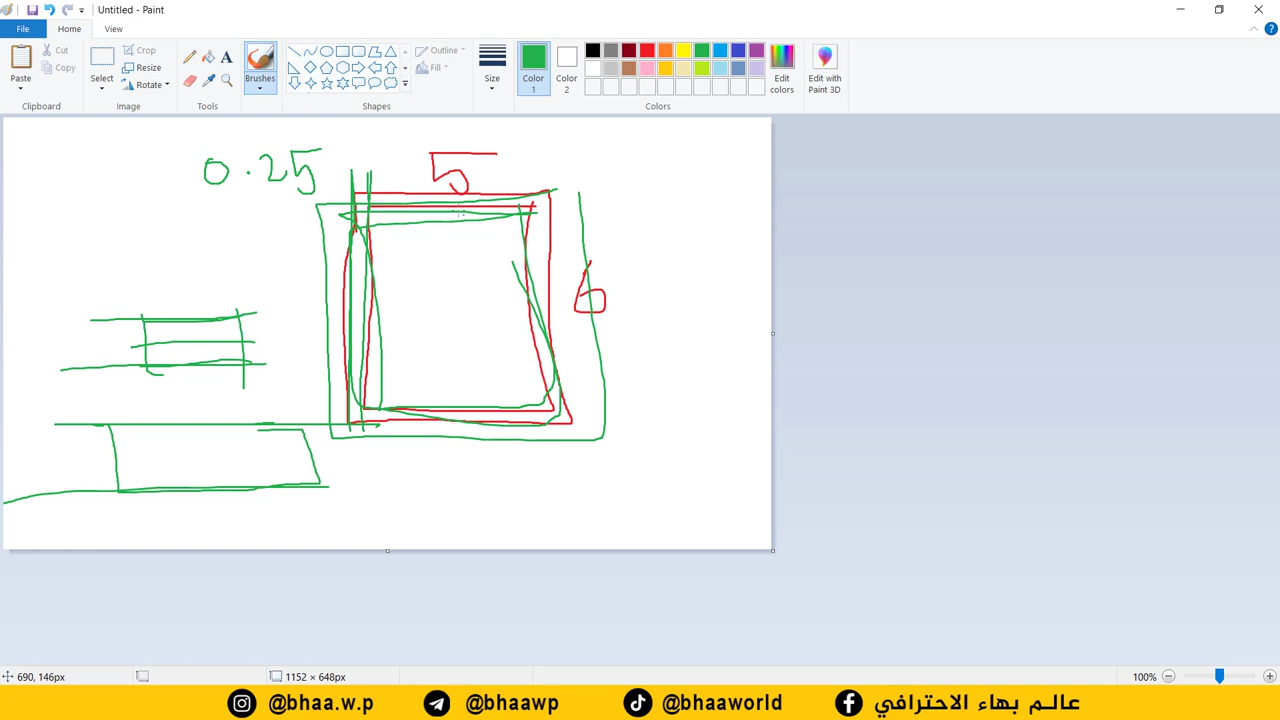 Untitled - Paint
File
Home
View
Paste
Cut
Copy
Clipboard
Select
Crop
Resize
Rotate
Image
Tools
Brushes
Outline
Fill
Shapes
Size
Color
1
Color
2
Edit
colors
Edit with
Paint 3D
Colors
0.25
5
6
690, 146px
1152 × 648px
100%
@bhaa.w.p
@bhaawp
@bhaaworld
عالـم بهاء الاحترافي